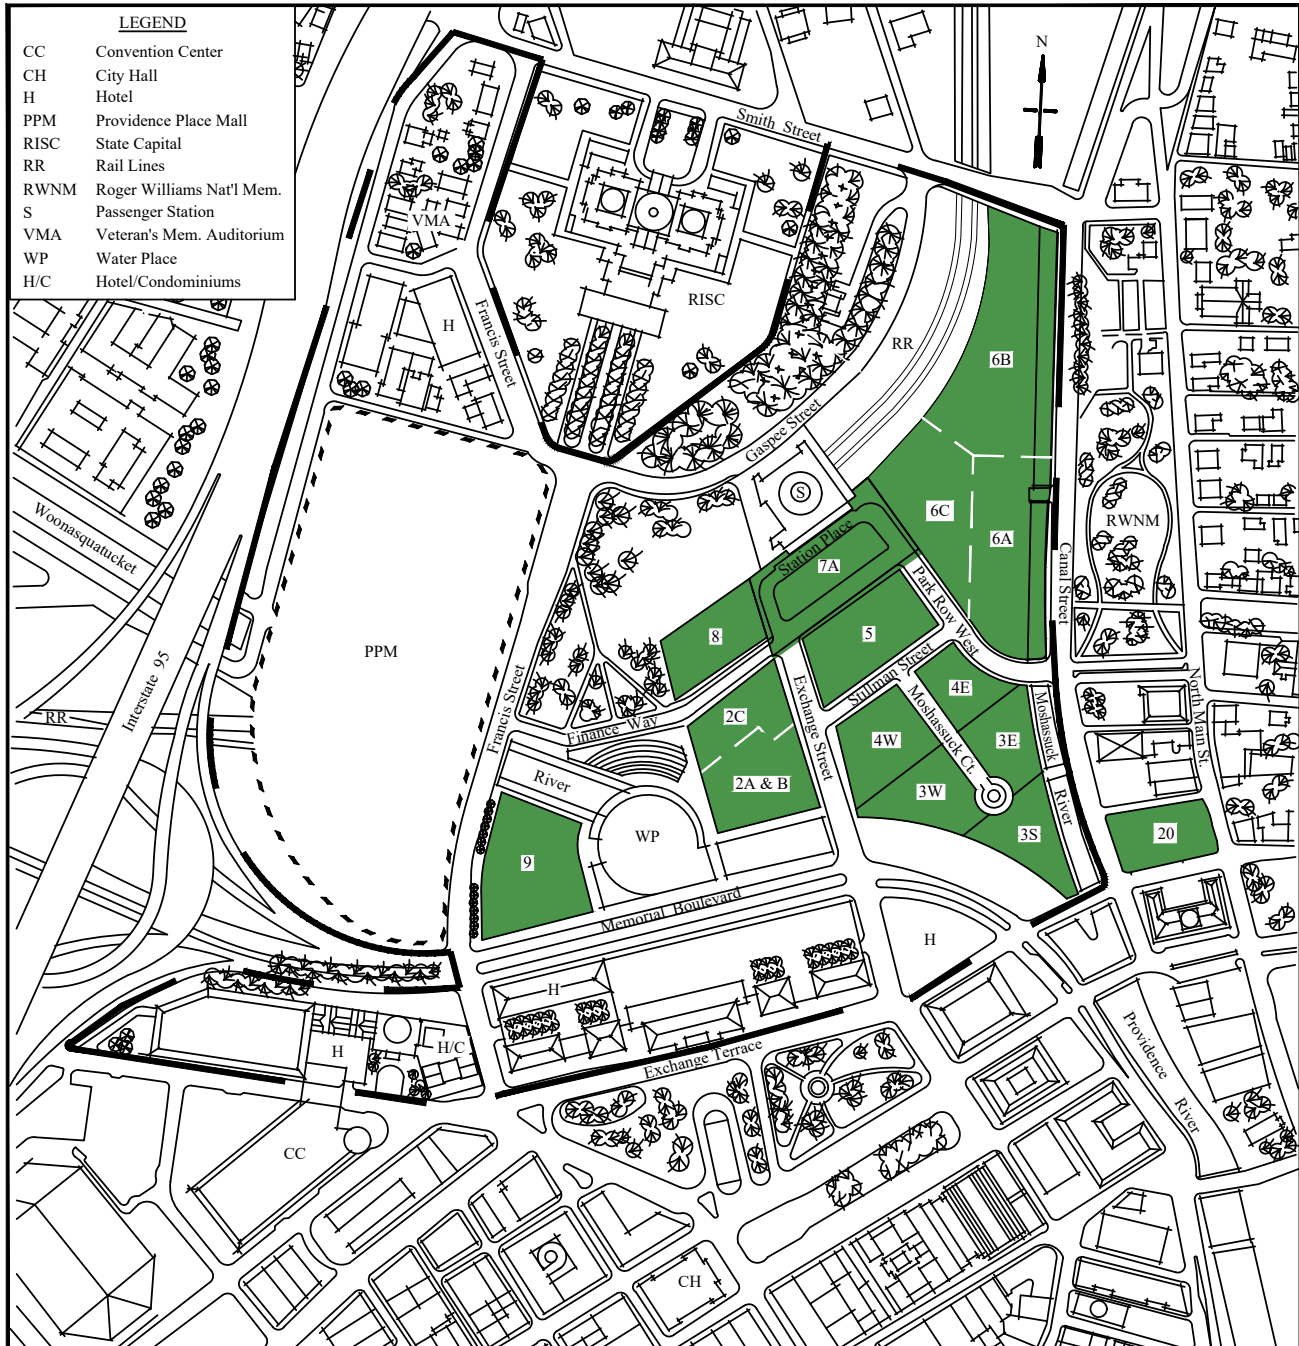 LEGEND
CC Convention Center
CH City Hall
H Hotel
PPM Providence Place Mall
RISC State Capital
RR Rail Lines
RWNM Roger Williams Nat'l Mem.
S Passenger Station
VMA Veteran's Mem. Auditorium
WP Water Place
H/C Hotel/Condominiums
N
Smith Street
VMA
RISC
H
Francis Street
RR
6B
Gaspee Street
S
6C
6A
RWNM
Woonasquatucket
Station Place
7A
Canal Street
Park Row West
8
5
PPM
Interstate 95
RR
Stillman Street
4E
North Main St.
Francis Street
Finance Way
2C
Exchange Street
Moshassuck Ct.
Moshassuck
River
4W
3E
River
2A & B
3W
WP
3S
20
9
Memorial Boulevard
H
H
H
H/C
Exchange Terrace
Providence
River
CC
CH